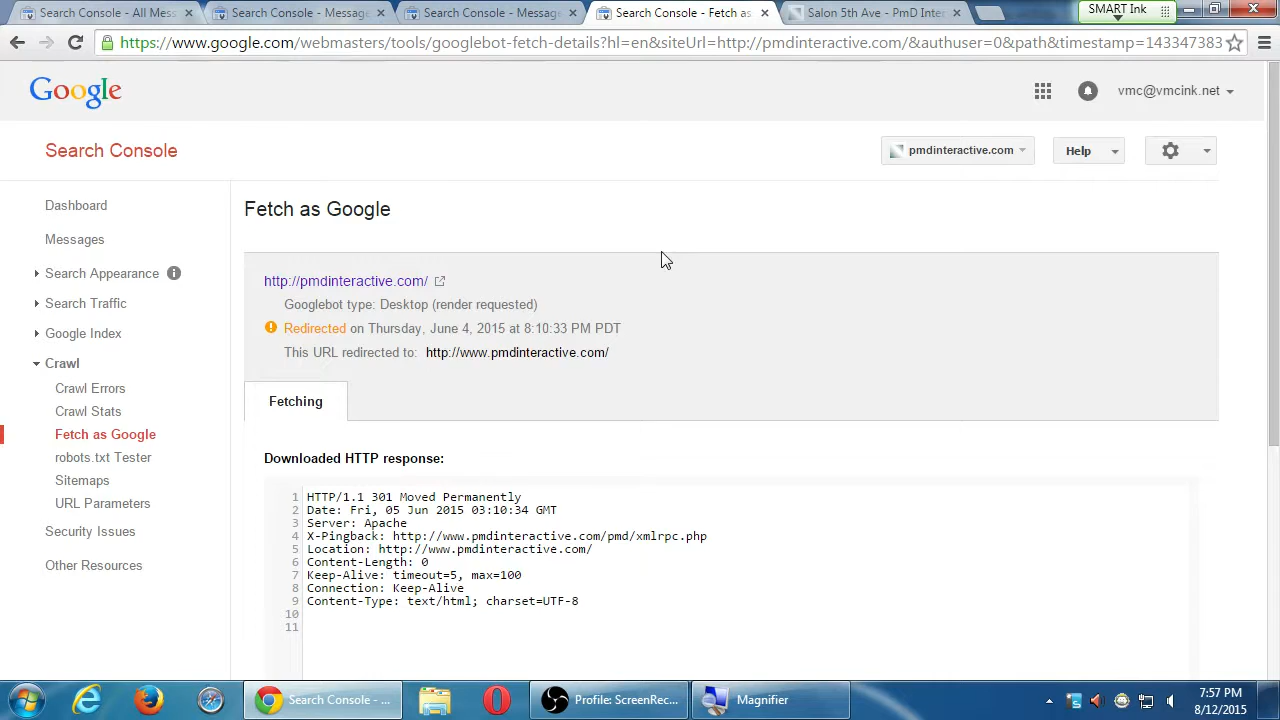 Search Console - All Mess
Search Console - Message
Search Console - Messag
Search Console - Fetch as
Salon 5th Ave - PmD Inte
SMART Ink
https://www.google.com/webmasters/tools/googlebot-fetch-details?hl=en&siteUrl=http://pmdinteractive.com/&authuser=0&path&timestamp=143347383
Google
vmc@vmcink.net
Search Console
pmdinteractive.com
Help
Dashboard
Messages
Search Appearance
Search Traffic
Google Index
Crawl
Crawl Errors
Crawl Stats
Fetch as Google
robots.txt Tester
Sitemaps
URL Parameters
Security Issues
Other Resources
Fetch as Google
http://pmdinteractive.com/
Googlebot type: Desktop (render requested)
Redirected on Thursday, June 4, 2015 at 8:10:33 PM PDT
This URL redirected to: http://www.pmdinteractive.com/
Fetching
Downloaded HTTP response:
1 HTTP/1.1 301 Moved Permanently
2 Date: Fri, 05 Jun 2015 03:10:34 GMT
3 Server: Apache
4 X-Pingback: http://www.pmdinteractive.com/pmd/xmlrpc.php
5 Location: http://www.pmdinteractive.com/
6 Content-Length: 0
7 Keep-Alive: timeout=5, max=100
8 Connection: Keep-Alive
9 Content-Type: text/html; charset=UTF-8
10
11
Search Console - ...
Profile: ScreenRec...
Magnifier
7:57 PM
8/12/2015